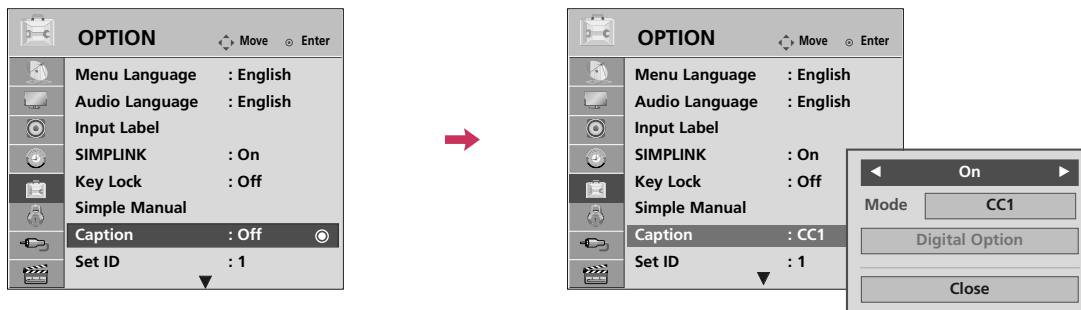 OPTION Move Enter
Menu Language : English
Audio Language : English
Input Label
SIMPLINK : On
Key Lock : Off
Simple Manual
Caption : Off
Set ID : 1
OPTION Move Enter
Menu Language : English
Audio Language : English
Input Label
SIMPLINK : On
Key Lock : Off
Simple Manual
Caption : CC1
Set ID : 1
On
Mode CC1
Digital Option
Close